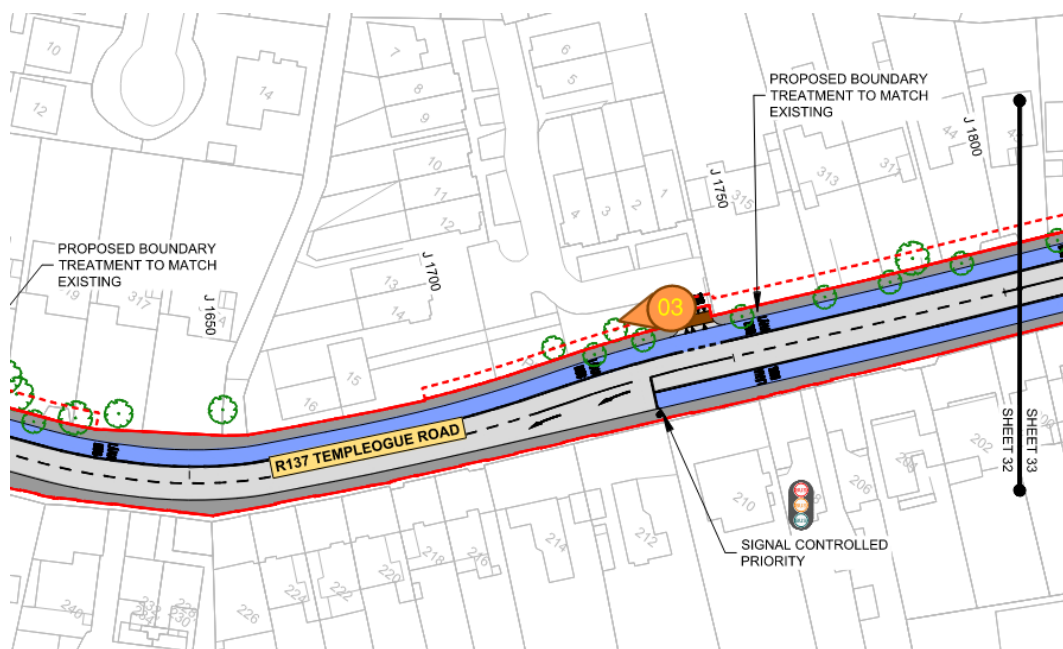 10
12
14
7
8
9
10
11
12
13
14
15
16
6
5
4
3
2
1
PROPOSED BOUNDARY
TREATMENT TO MATCH
EXISTING
J 1800
44
313
311
315
J 1750
PROPOSED BOUNDARY
TREATMENT TO MATCH
EXISTING
19
317
J 1650
J 1700
03
R137 TEMPLEOGUE ROAD
SHEET 33
SHEET 32
202
204
206
210
212
214
216
218
220
222
224
226
230
240
SIGNAL CONTROLLED
PRIORITY